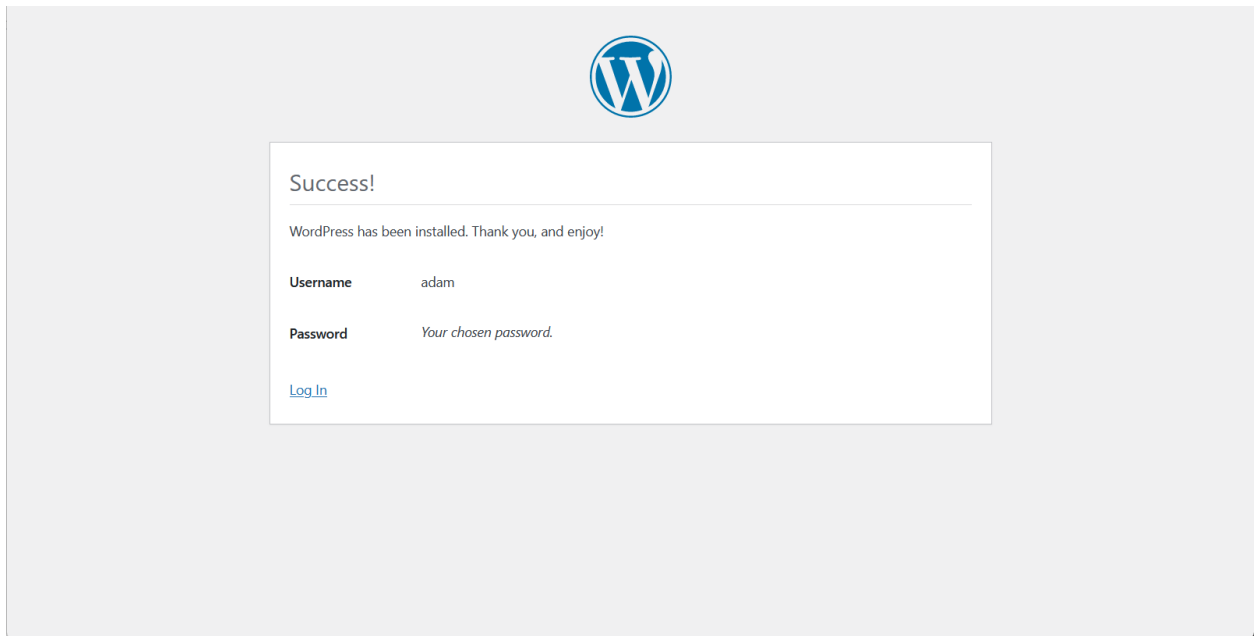 Success!
WordPress has been installed. Thank you, and enjoy!
Username adam
Password Your chosen password.
Log In